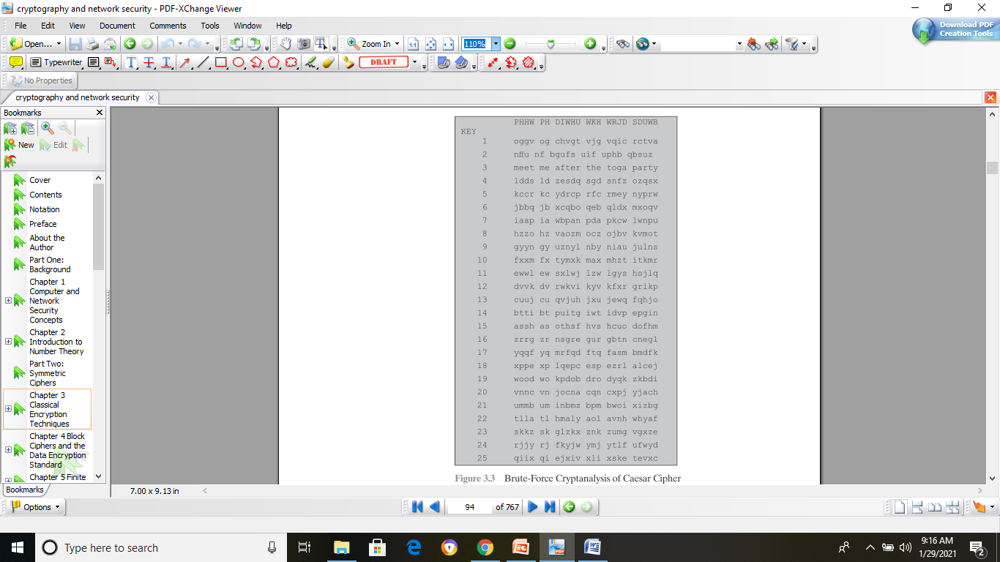 cryptography and network security - PDF-XChange Viewer
File Edit View Document Comments Tools Window Help
Download PDF
Creation Tools
Open... Zoom In 1:1 110%
Typewriter T T T DRAFT
No Properties
cryptography and network security
Bookmarks
New Edit
Cover
Contents
Notation
Preface
About the
Author
Part One:
Background
Chapter 1
Computer and
Network
Security
Concepts
Chapter 2
Introduction to
Number Theory
Part Two:
Symmetric
Ciphers
Chapter 3
Classical
Encryption
Techniques
Chapter 4 Block
Ciphers and the
Data Encryption
Standard
Chapter 5 Finite
Bookmarks
PHHW PH DIWHU WKH WRJD SDUWB
KEY
1 oggv og chvgt vjg vqic rctva
2 nffu nf bgufs uif uphb qbsuz
3 meet me after the toga party
4 ldds ld zesdq sgd snfz ozqsx
5 kccr kc ydrcp rfc rmey nyprw
6 jbbq jb xcqbo qeb qldx mxoqv
7 iaap ia wbpan pda pkcw lwnpu
8 hzzo hz vaozm ocz ojbv kvmot
9 gyyn gy uznyl nby niau julns
10 fxxm fx tymxk max mhzt itkmr
11 ewwl ew sxlwj lzw lgys hsjlq
12 dvvk dv rwkvi kyv kfxr grikp
13 cuuj cu qvjuh jxu jewq fqhjo
14 btti bt puitg iwt idvp epgin
15 assh as othsf hvs hcuo dofhm
16 zrrg zr nsgre gur gbtn cnegl
17 yqqf yq mrfqd ftq fasm bmdfk
18 xppe xp lqepc esp ezrl alcej
19 wood wo kpdob dro dyqk zkbdi
20 vnnc vn jocna cqn cxpj yjach
21 ummb um inbmz bpm bwoi xizbg
22 tlla tl hmaly aol avnh whyaf
23 skkz sk glzkx znk zumg vgxze
24 rjjy rj fkyjw ymj ytlf ufwyd
25 qiix qi ejxiv xli xske tevxc
Figure 3.3 Brute-Force Cryptanalysis of Caesar Cipher
7.00 x 9.13 in
Options 94 of 767
Type here to search
9:16 AM
1/29/2021
2